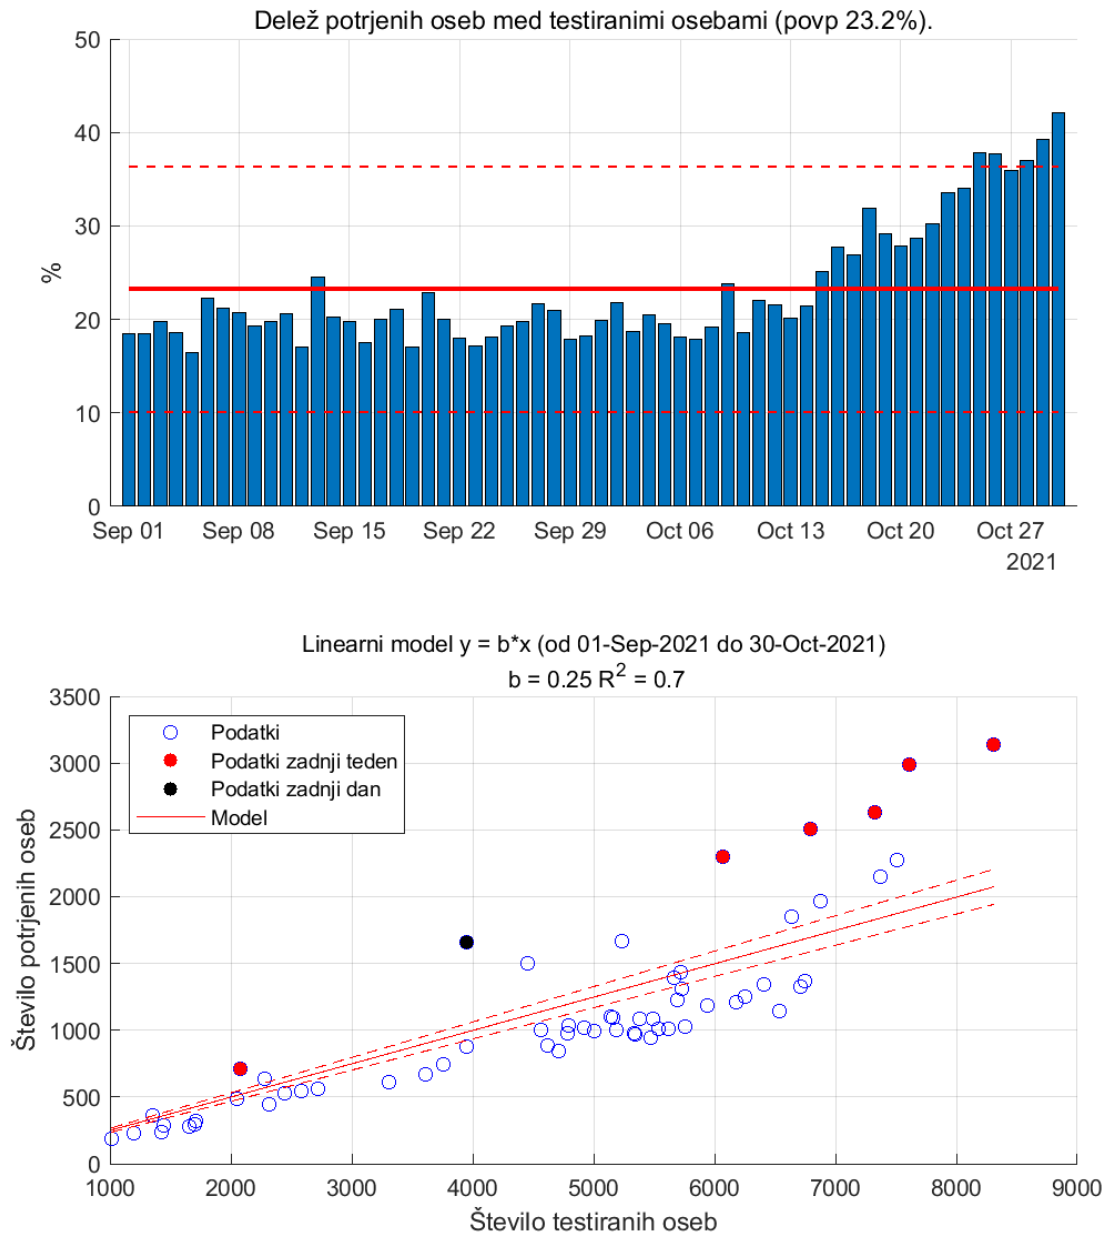 Delež potrjenih oseb med testiranimi osebami (povp 23.2%).
50
40
30
20
10
0
%
Sep 01 Sep 08 Sep 15 Sep 22 Sep 29 Oct 06 Oct 13 Oct 20 Oct 27
2021
Linearni model y = b*x (od 01-Sep-2021 do 30-Oct-2021)
b = 0.25 R² = 0.7
3500
3000
2500
2000
1500
1000
500
0
Število potrjenih oseb
Podatki
Podatki zadnji teden
Podatki zadnji dan
Model
1000 2000 3000 4000 5000 6000 7000 8000 9000
Število testiranih oseb